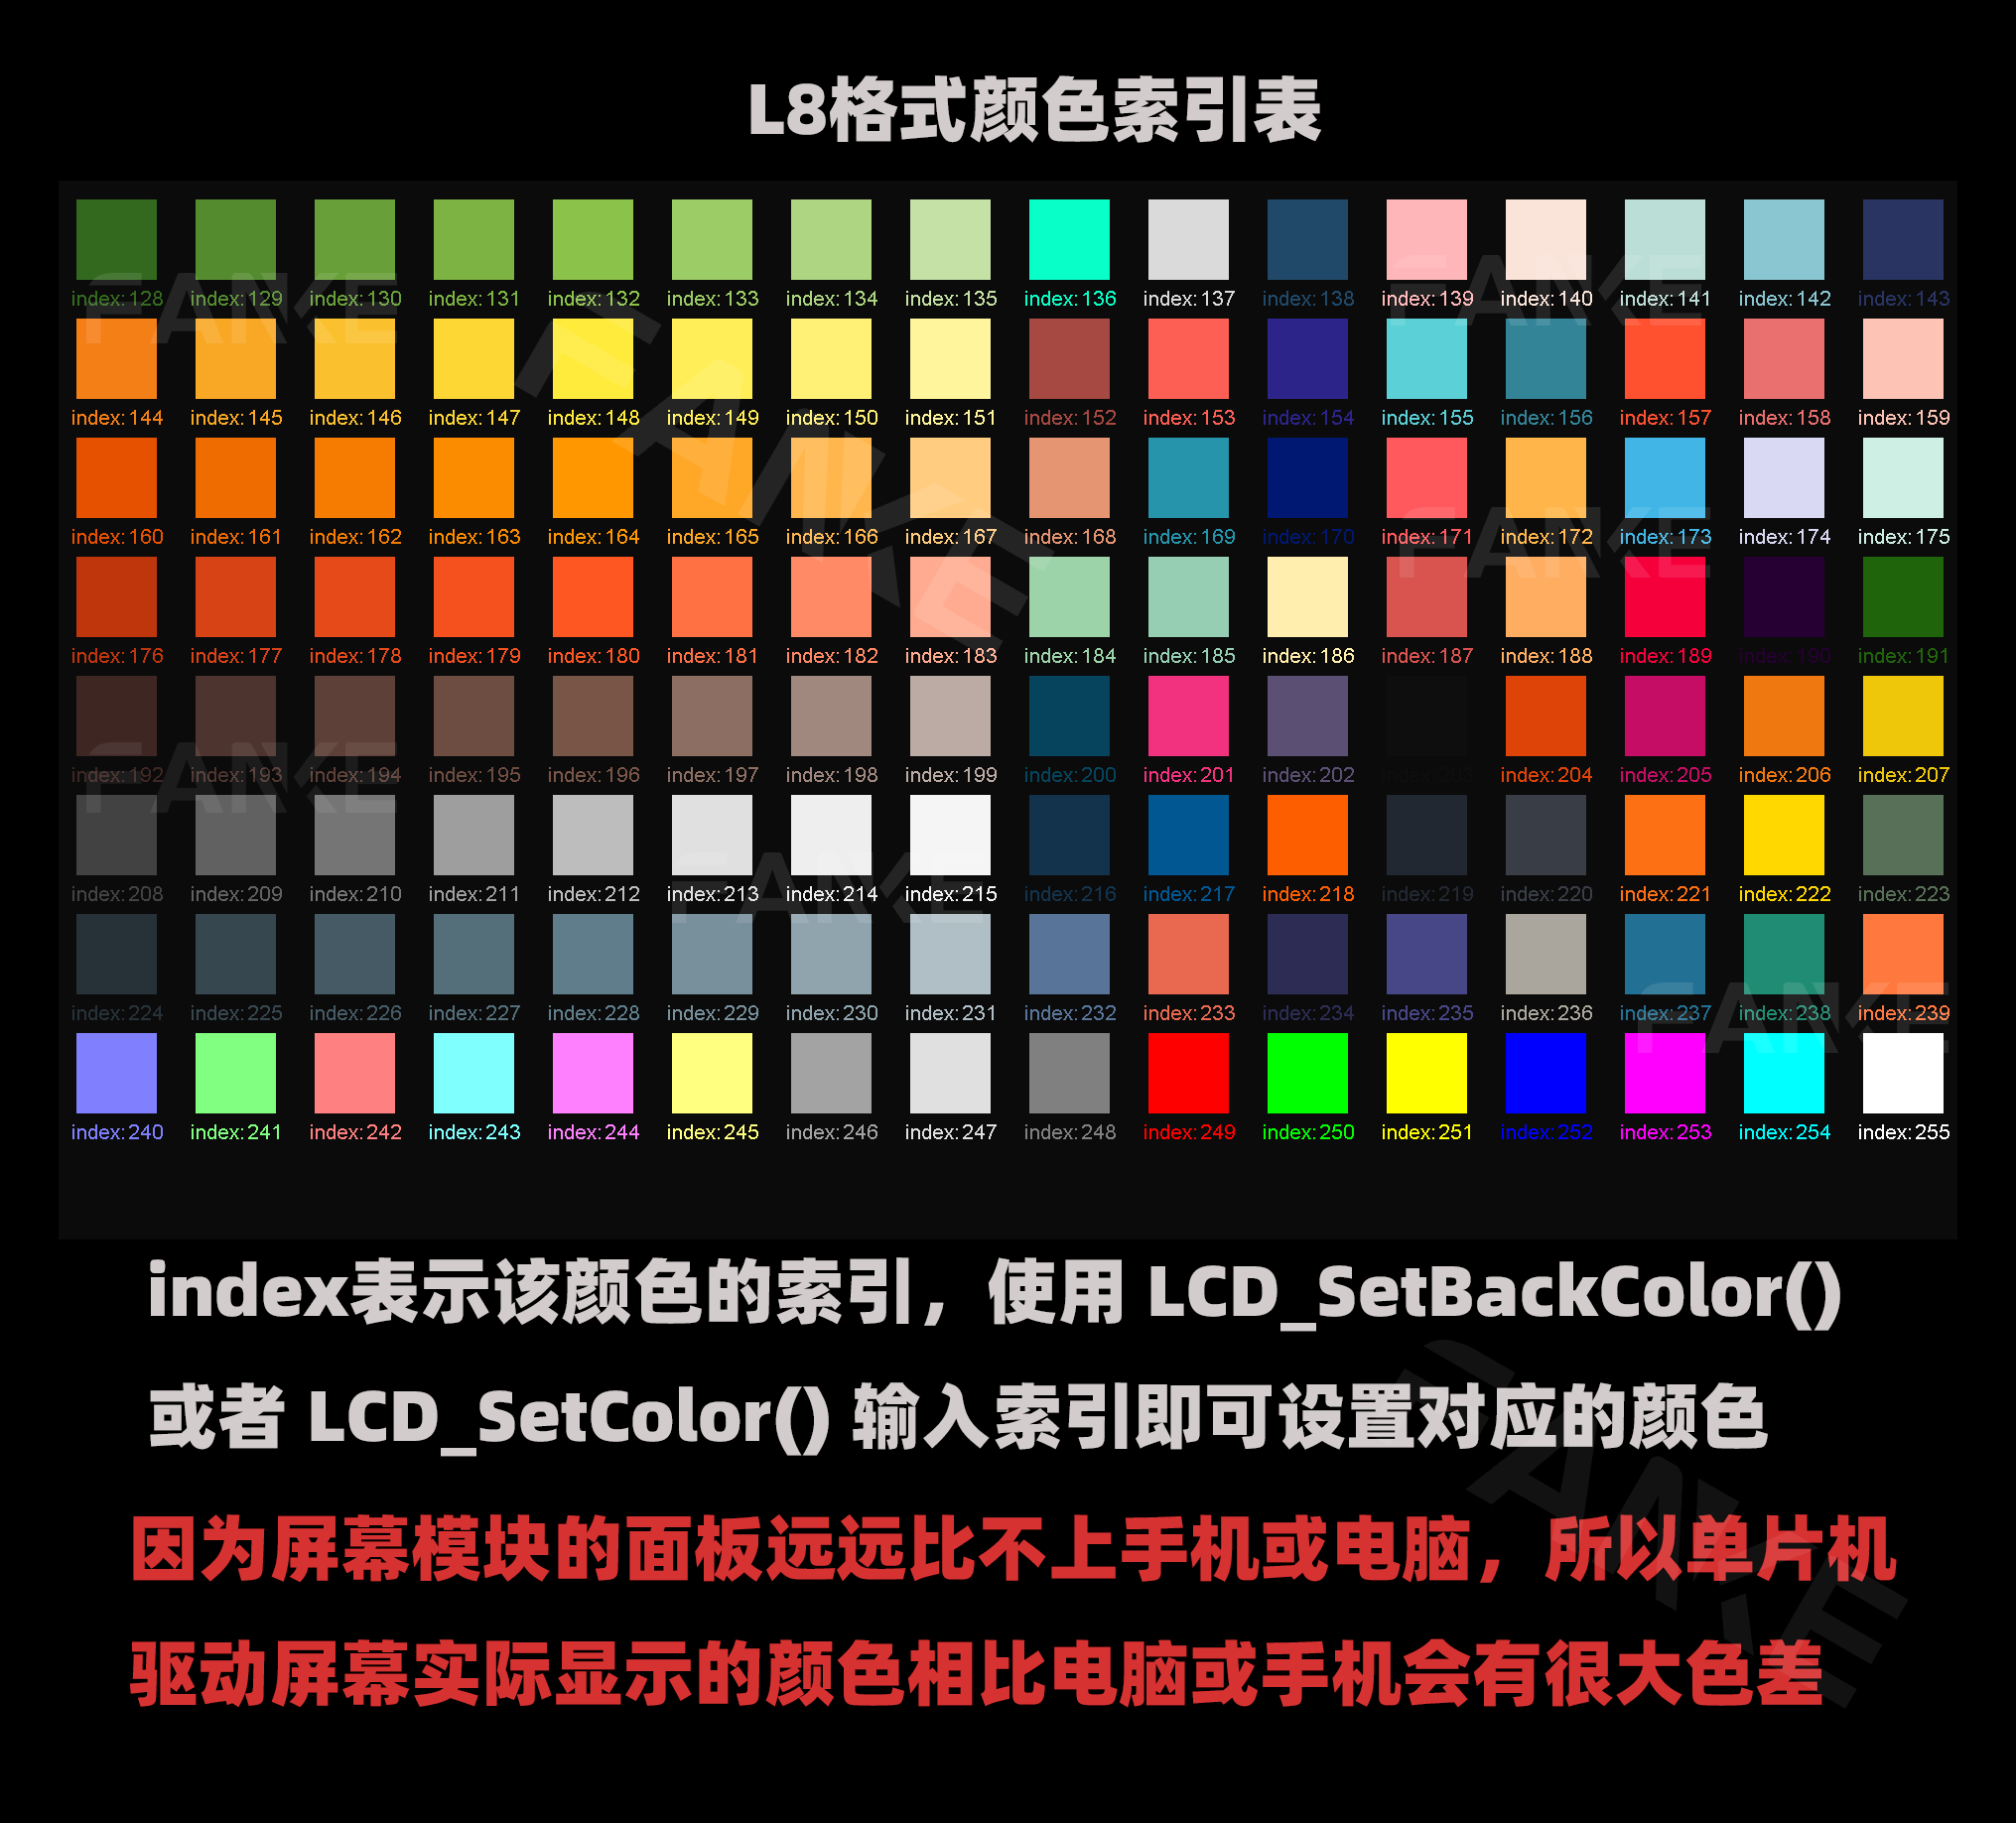 L8格式颜色索引表
FANKE
FANKE
index:128 index:129 index:130 index:131 index:132 index:133 index:134 index:135 index:136 index:137 index:138 index:139 index:140 index:141 index:142 index:143
FANKE
index:144 index:145 index:146 index:147 index:148 index:149 index:150 index:151 index:152 index:153 index:154 index:155 index:156 index:157 index:158 index:159
FANKE
index:160 index:161 index:162 index:163 index:164 index:165 index:166 index:167 index:168 index:169 index:170 index:171 index:172 index:173 index:174 index:175
index:176 index:177 index:178 index:179 index:180 index:181 index:182 index:183 index:184 index:185 index:186 index:187 index:188 index:189 index:190 index:191
FANKE
index:192 index:193 index:194 index:195 index:196 index:197 index:198 index:199 index:200 index:201 index:202 index:203 index:204 index:205 index:206 index:207
FANKE
index:208 index:209 index:210 index:211 index:212 index:213 index:214 index:215 index:216 index:217 index:218 index:219 index:220 index:221 index:222 index:223
FANKE
index:224 index:225 index:226 index:227 index:228 index:229 index:230 index:231 index:232 index:233 index:234 index:235 index:236 index:237 index:238 index:239
index:240 index:241 index:242 index:243 index:244 index:245 index:246 index:247 index:248 index:249 index:250 index:251 index:252 index:253 index:254 index:255
index表示该颜色的索引，使用 LCD_SetBackColor()
或者 LCD_SetColor() 输入索引即可设置对应的颜色
FANKE
因为屏幕模块的面板远远比不上手机或电脑，所以单片机
驱动屏幕实际显示的颜色相比电脑或手机会有很大色差